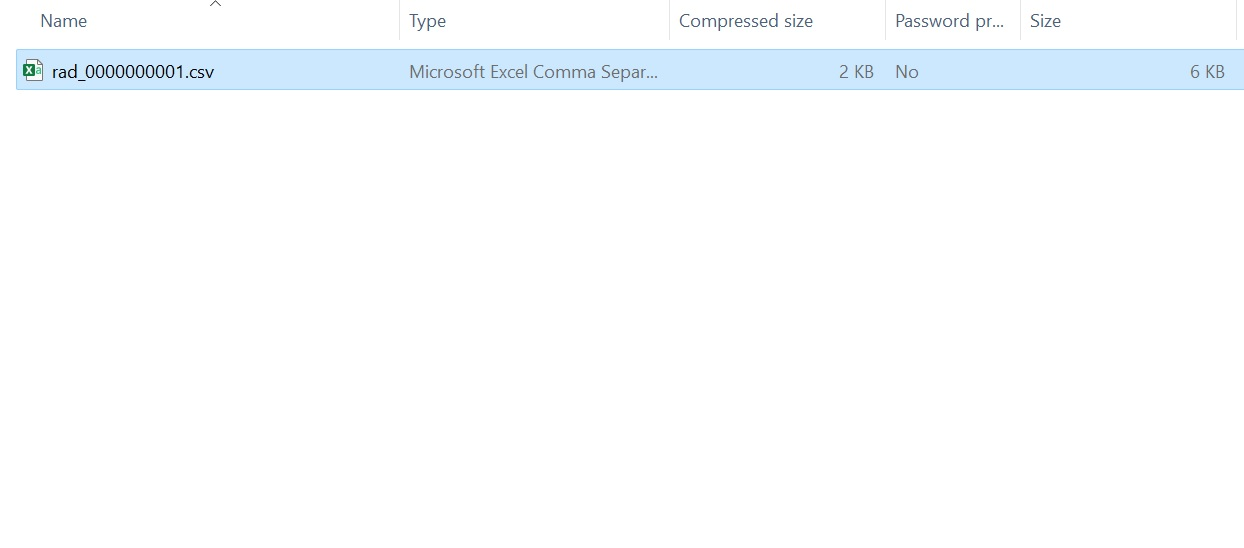 Name Type Compressed size Password pr... Size
rad_0000000001.csv Microsoft Excel Comma Separ... 2 KB No 6 KB